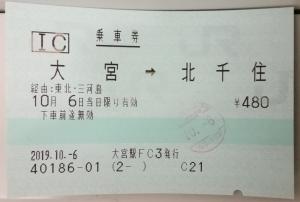 IC 乗車券
大宮 → 北千住
経由:東北・三河島
10月 6日当日限り有効 ¥480
下車前途無効
2019.10.-6 大宮駅FC3発行
40186-01 (2- ) C21